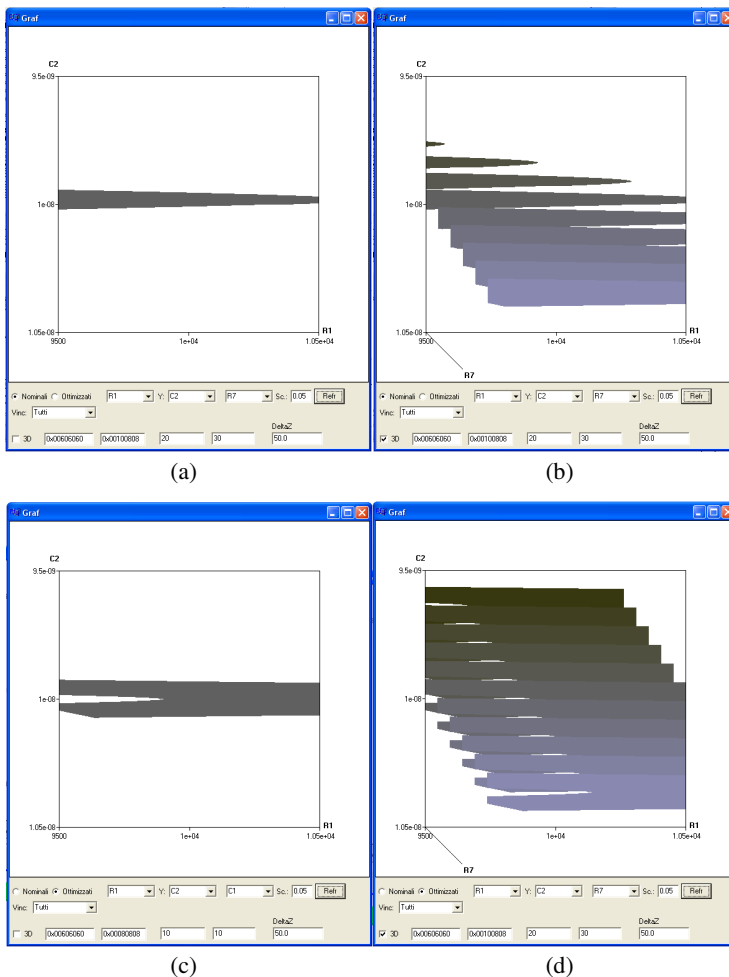 Graf
C2
9.5e-09
1e-08
1.05e-08
9500
1e+04
1.05e+04
R1
Nominali Ottimizzati R1 Y: C2 R7 Sc.: 0.05 Refr
Vinc: Tutti
DeltaZ
3D 0x00606060 0x00100808 20 30 50.0
(a)
Graf
C2
9.5e-09
1e-08
1.05e-08
9500
1e+04
1.05e+04
R1
R7
Nominali Ottimizzati R1 Y: C2 R7 Sc.: 0.05 Refr
Vinc: Tutti
DeltaZ
3D 0x00606060 0x00100808 20 30 50.0
(b)
Graf
C2
9.5e-09
1e-08
1.05e-08
9500
1e+04
1.05e+04
R1
Nominali Ottimizzati R1 Y: C2 C1 Sc.: 0.05 Refr
Vinc: Tutti
DeltaZ
3D 0x00606060 0x00080808 10 10 50.0
(c)
Graf
C2
9.5e-09
1e-08
1.05e-08
9500
1e+04
1.05e+04
R1
R7
Nominali Ottimizzati R1 Y: C2 R7 Sc.: 0.05 Refr
Vinc: Tutti
DeltaZ
3D 0x00606060 0x00100808 20 30 50.0
(d)